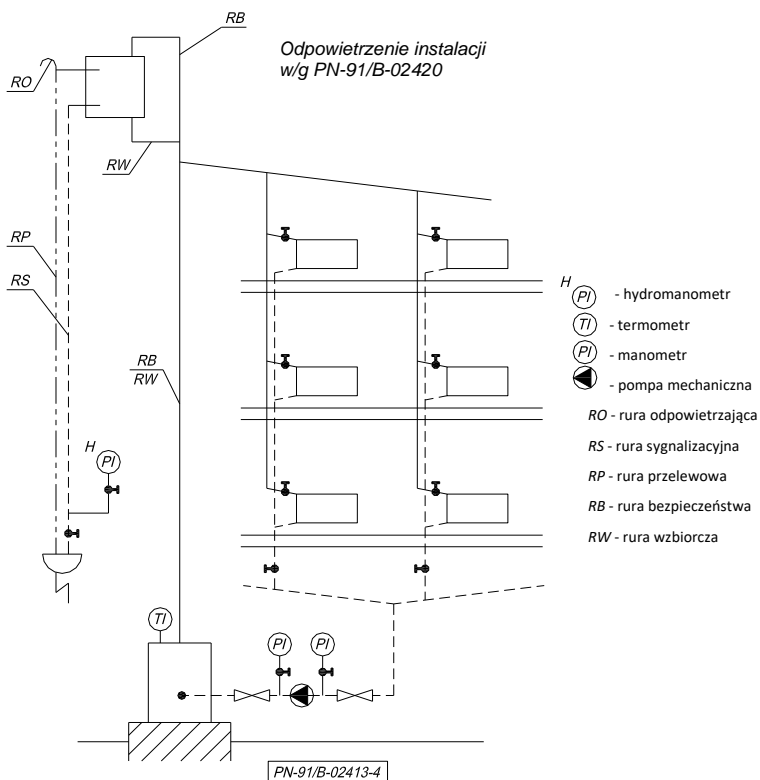 RB
Odpowietrzenie instalacji
w/g PN-91/B-02420
RO
RW
RP
RS
RB
RW
H
PI
TI
PI
PI
PN-91/B-02413-4
H
PI - hydromanometr
TI - termometr
PI - manometr
- pompa mechaniczna
RO - rura odpowietrzająca
RS - rura sygnalizacyjna
RP - rura przelewowa
RB - rura bezpieczeństwa
RW - rura wzbiorcza